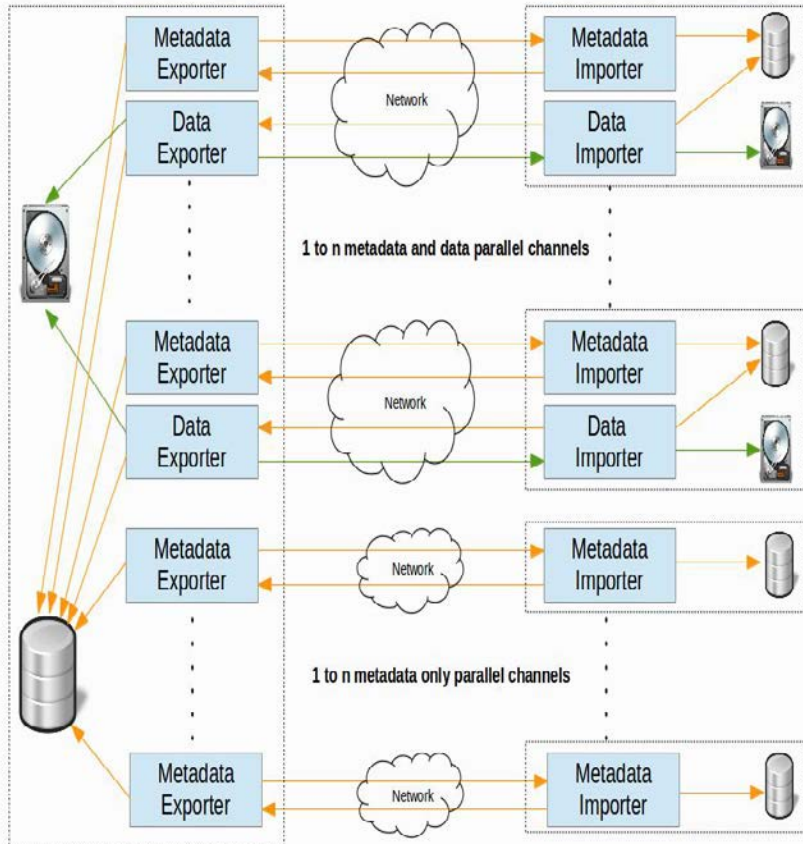 Metadata
Exporter
Network
Metadata
Importer
Data
Exporter
Data
Importer
1 to n metadata and data parallel channels
Metadata
Exporter
Network
Metadata
Importer
Data
Exporter
Data
Importer
Metadata
Exporter
Network
Metadata
Importer
1 to n metadata only parallel channels
Metadata
Exporter
Network
Metadata
Importer